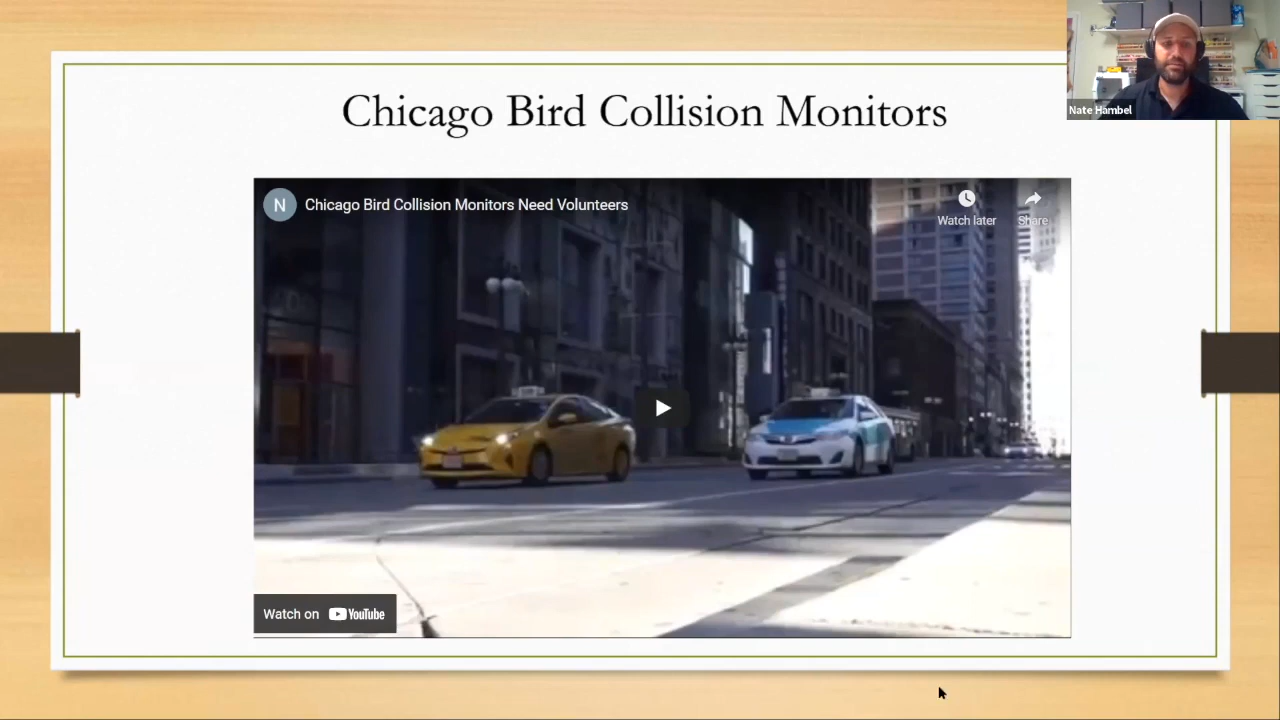 Chicago Bird Collision Monitors
Nate Hambel
N
Chicago Bird Collision Monitors Need Volunteers
Watch later
Share
Watch on YouTube